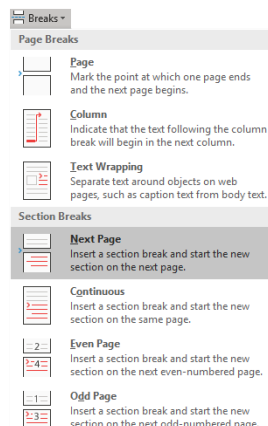 Breaks
Page Breaks
Page
Mark the point at which one page ends
and the next page begins.
Column
Indicate that the text following the column
break will begin in the next column.
Text Wrapping
Separate text around objects on web
pages, such as caption text from body text.
Section Breaks
Next Page
Insert a section break and start the new
section on the next page.
Continuous
Insert a section break and start the new
section on the same page.
2
4
Even Page
Insert a section break and start the new
section on the next even-numbered page.
1
3
Odd Page
Insert a section break and start the new
section on the next odd-numbered page.